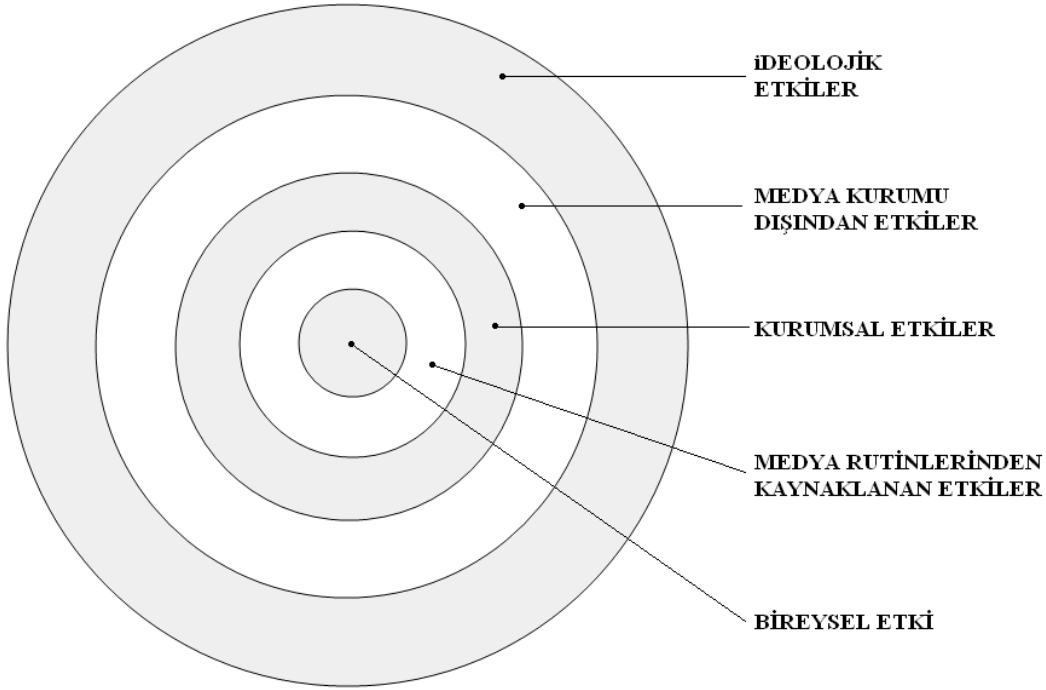 iDEOLOJİK
ETKİLER
MEDYA KURUMU
DIŞINDAN ETKİLER
KURUMSAL ETKİLER
MEDYA RUTİNLERİNDEN
KAYNAKLANAN ETKİLER
BİREYSEL ETKİ